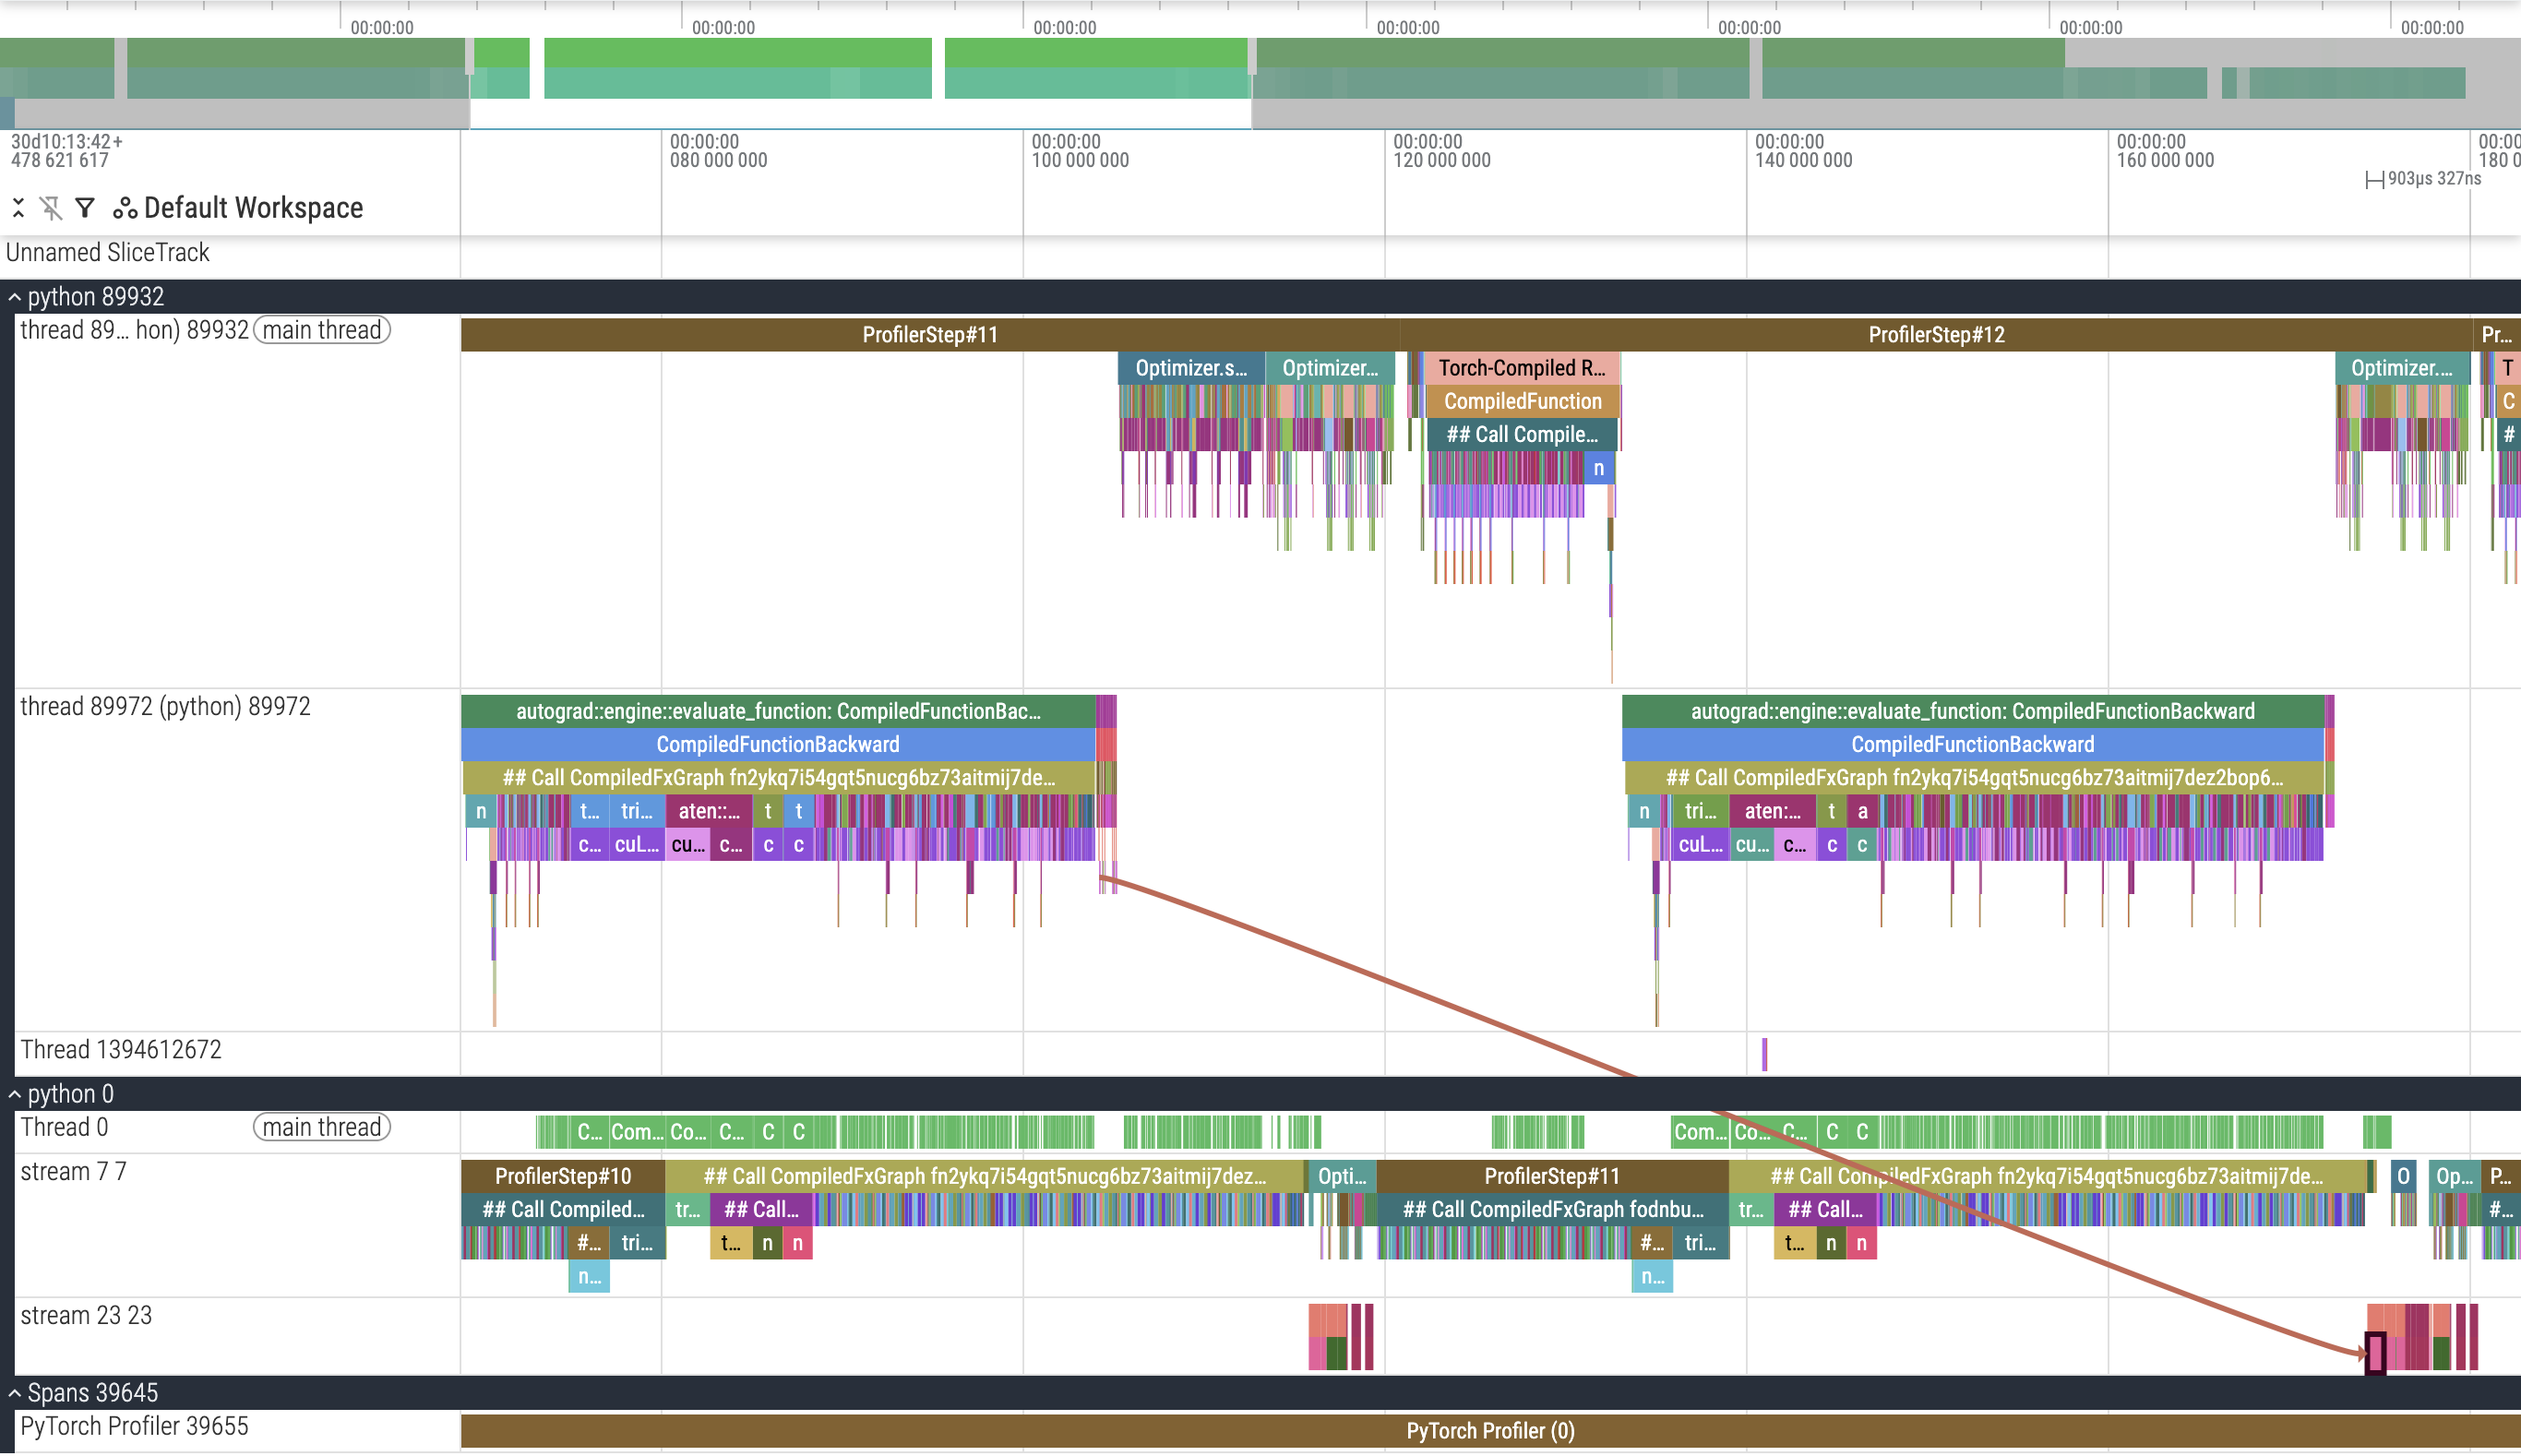 00:00:00 00:00:00 00:00:00 00:00:00 00:00:00 00:00:00 00:00:00
30d10:13:42+ 00:00:00 00:00:00 00:00:00 00:00:00 00:00:00 00:00
478 621 617 080 000 000 100 000 000 120 000 000 140 000 000 160 000 000 180 0
903µs 327ns
Default Workspace
Unnamed SliceTrack
python 89932
thread 89... hon) 89932 main thread ProfilerStep#11 ProfilerStep#12 Pr...
Optimizer.s... Optimizer... Torch-Compiled R... Optimizer.... T
CompiledFunction C
## Call Compile... #
n
thread 89972 (python) 89972 autograd::engine::evaluate_function: CompiledFunctionBac... autograd::engine::evaluate_function: CompiledFunctionBackward
CompiledFunctionBackward CompiledFunctionBackward
## Call CompiledFxGraph fn2ykq7i54gqt5nucg6bz73aitmij7de... ## Call CompiledFxGraph fn2ykq7i54gqt5nucg6bz73aitmij7dez2bop6...
n t... tri... aten::... t t n tri... aten:... t a
c... cuL... cu... c... c c cuL... cu... c... c c
Thread 1394612672
python 0
Thread 0 main thread C... Com... Co... C... C C Com... Co... C... C C
stream 7 7 ProfilerStep#10 ## Call CompiledFxGraph fn2ykq7i54gqt5nucg6bz73aitmij7dez... Opti... ProfilerStep#11 ## Call CompiledFxGraph fn2ykq7i54gqt5nucg6bz73aitmij7de... O Op... P...
## Call Compiled... tr... ## Call... ## Call CompiledFxGraph fodnbu... tr... ## Call... #...
#... tri... t... n n #... tri... t... n n
n... n...
stream 23 23
Spans 39645
PyTorch Profiler 39655 PyTorch Profiler (0)